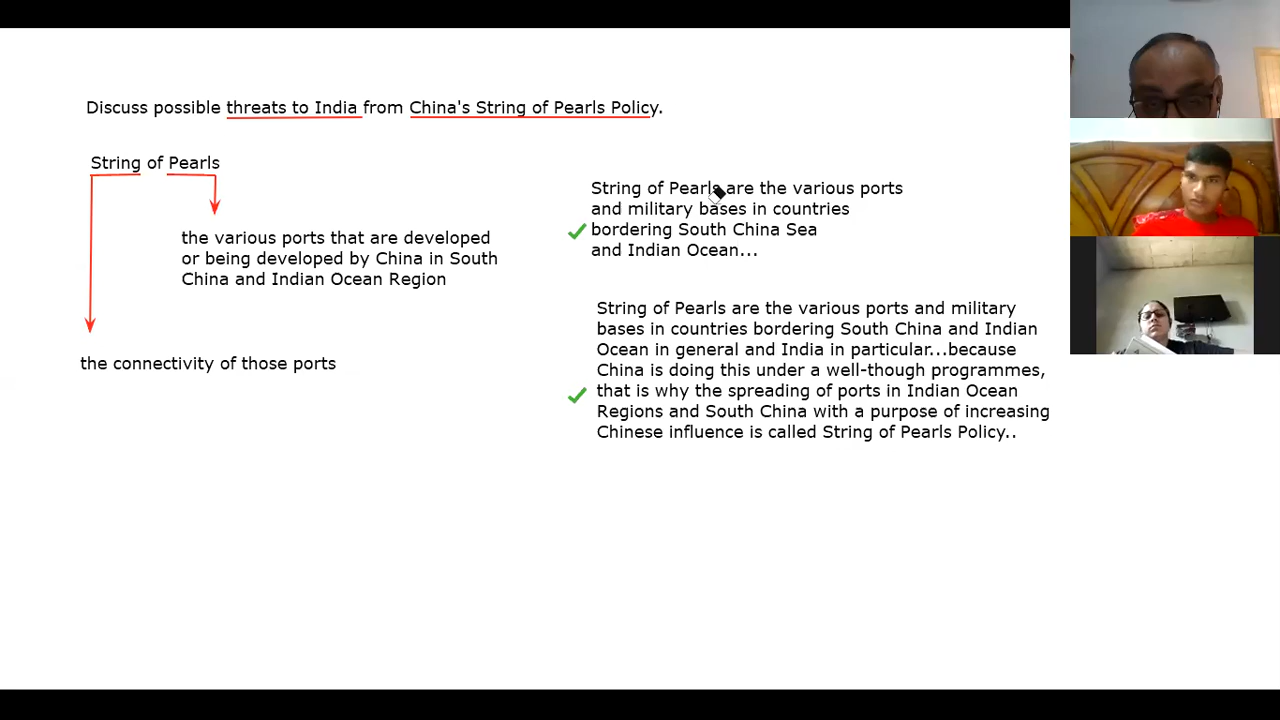 Discuss possible threats to India from China's String of Pearls Policy.
String of Pearls
the various ports that are developed
or being developed by China in South
China and Indian Ocean Region
the connectivity of those ports
String of Pearls are the various ports
and military bases in countries
bordering South China Sea
and Indian Ocean...
String of Pearls are the various ports and military
bases in countries bordering South China and Indian
Ocean in general and India in particular...because
China is doing this under a well-though programmes,
that is why the spreading of ports in Indian Ocean
Regions and South China with a purpose of increasing
Chinese influence is called String of Pearls Policy..